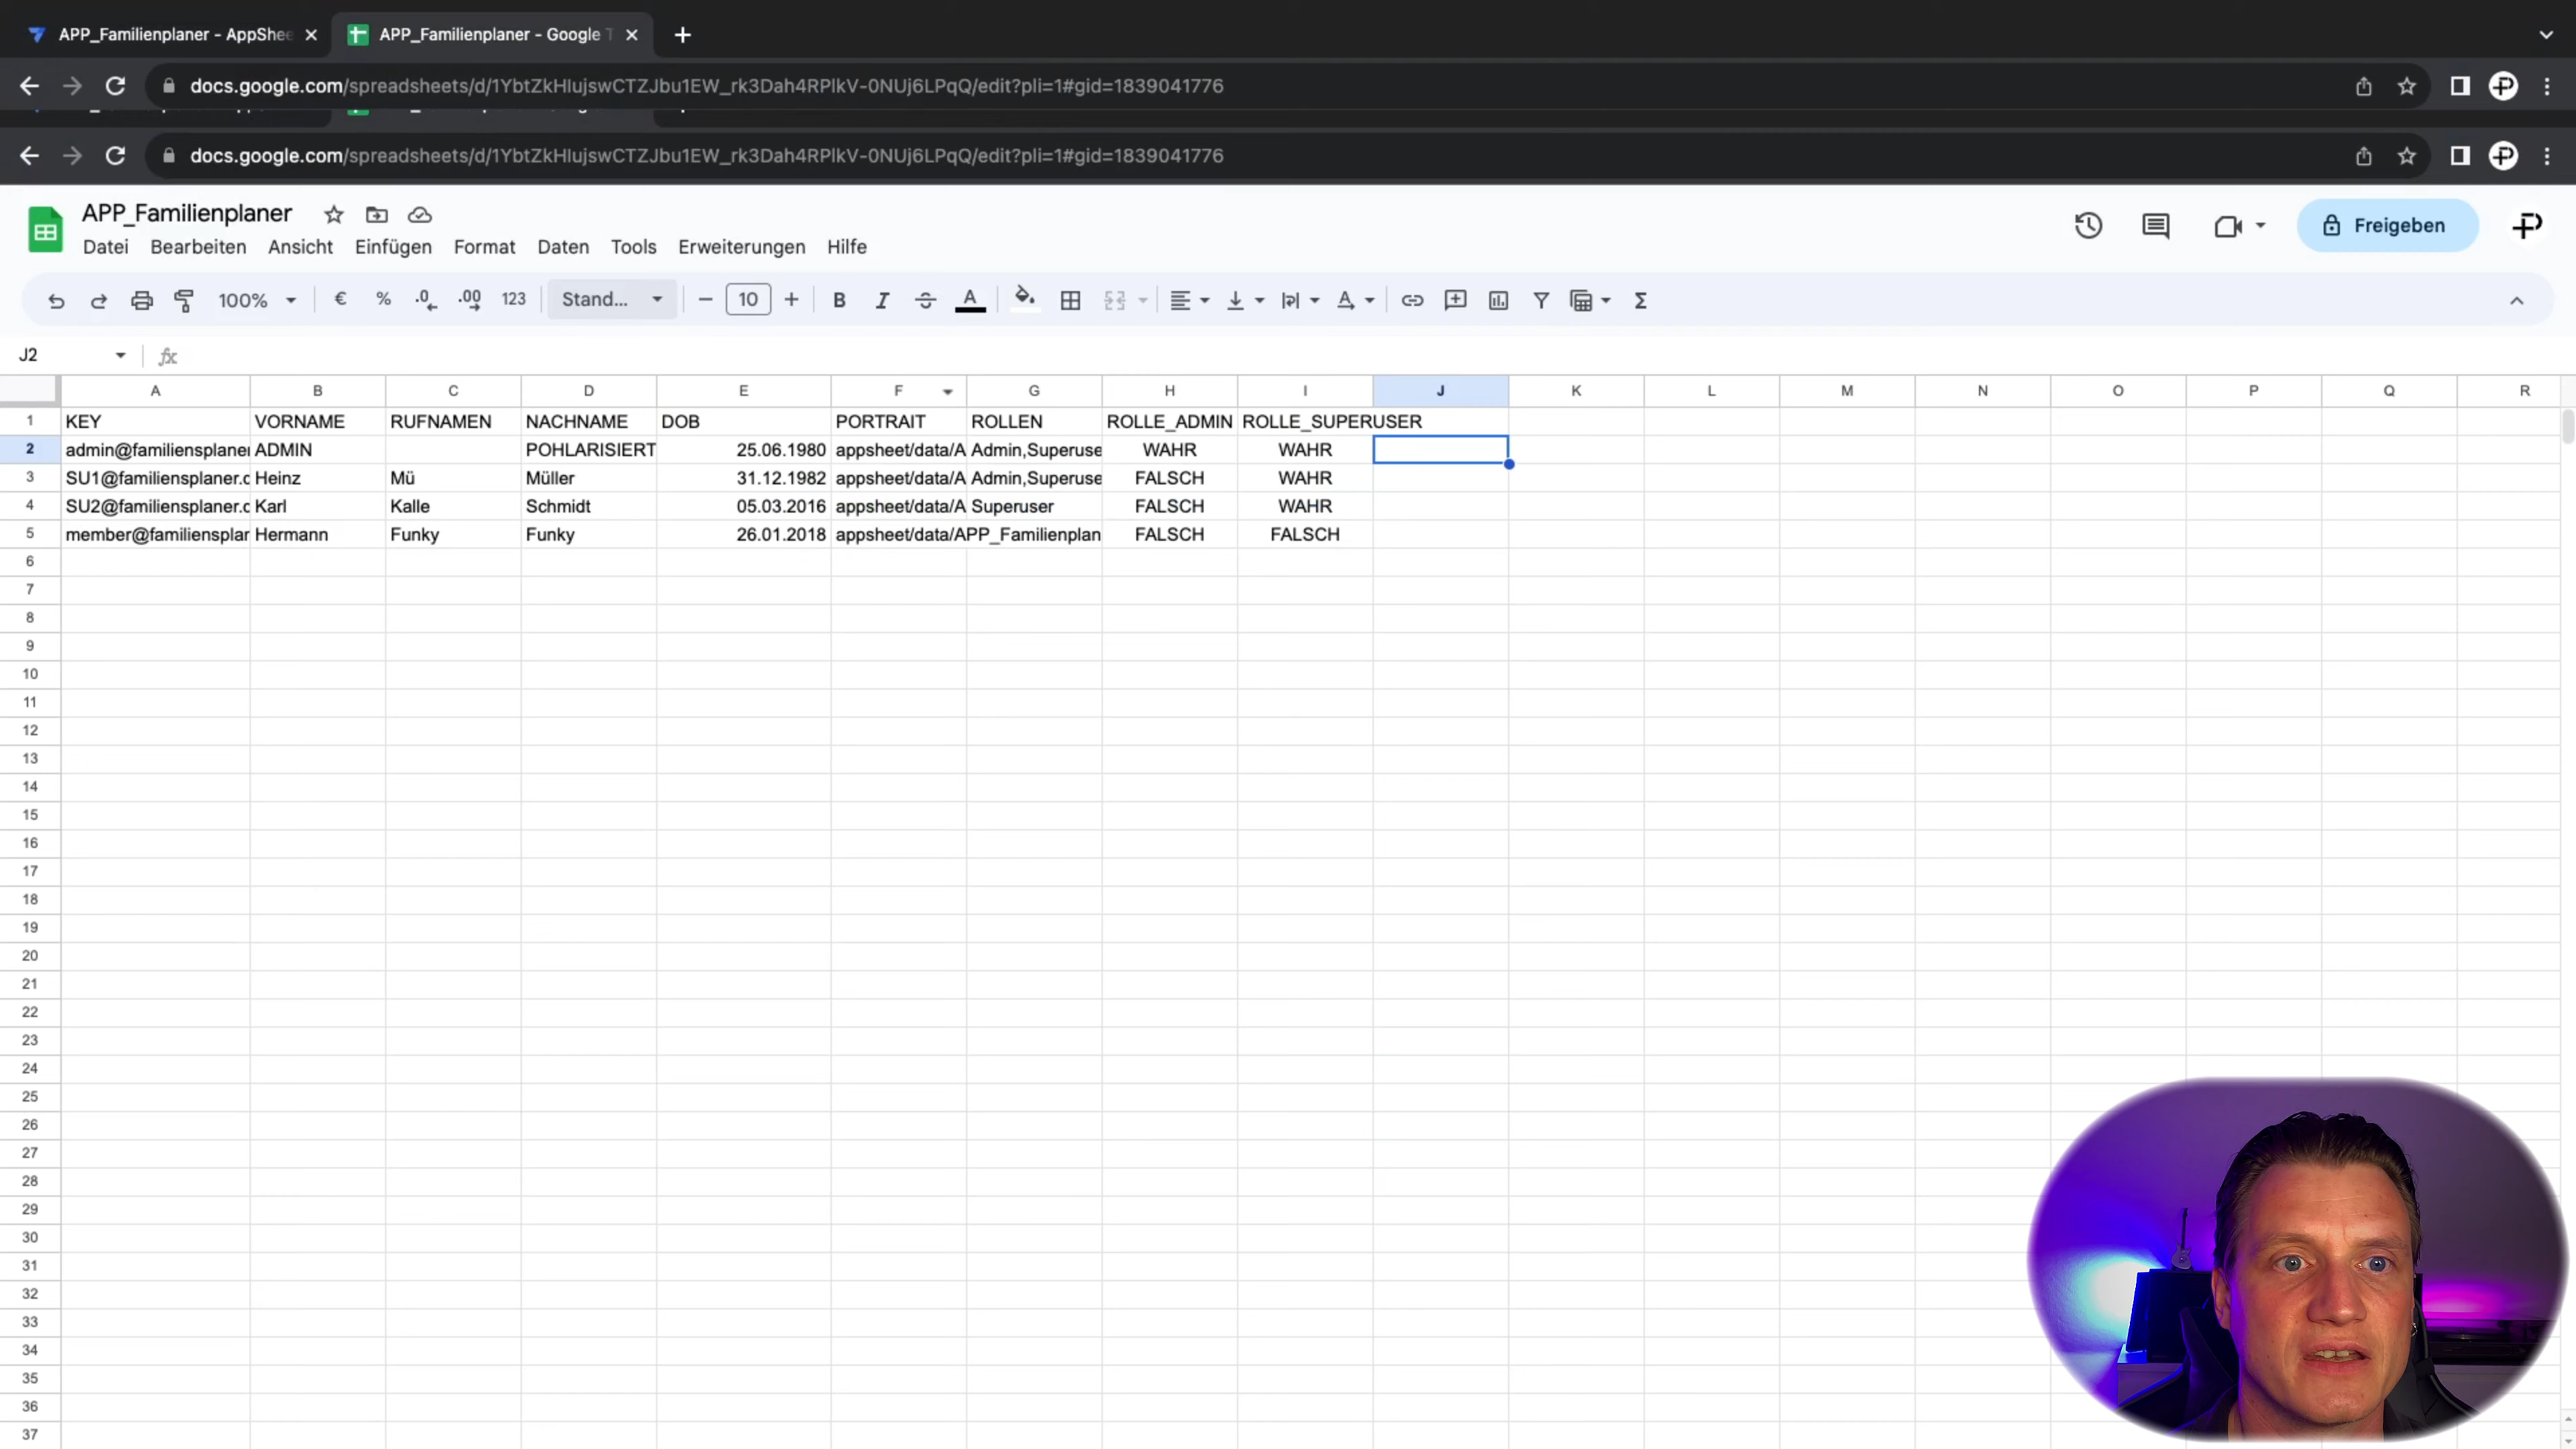 APP_Familienplaner - AppShee
APP_Familienplaner - Google T
docs.google.com/spreadsheets/d/1YbtZkHIujswCTZJbu1EW_rk3Dah4RPlkV-0NUj6LPqQ/edit?pli=1#gid=1839041776
docs.google.com/spreadsheets/d/1YbtZkHIujswCTZJbu1EW_rk3Dah4RPlkV-0NUj6LPqQ/edit?pli=1#gid=1839041776
APP_Familienplaner
Datei Bearbeiten Ansicht Einfügen Format Daten Tools Erweiterungen Hilfe
Freigeben
100% € % .0 .00 123 Stand... 10 B I A
J2 fx
A B C D E F G H I J K L M N O P Q R
1 KEY VORNAME RUFNAMEN NACHNAME DOB PORTRAIT ROLLEN ROLLE_ADMIN ROLLE_SUPERUSER
2 admin@familiensplaner ADMIN POHLARISIERT 25.06.1980 appsheet/data/A Admin,Superuse WAHR WAHR
3 SU1@familiensplaner.c Heinz Mü Müller 31.12.1982 appsheet/data/A Admin,Superuse FALSCH WAHR
4 SU2@familiensplaner.c Karl Kalle Schmidt 05.03.2016 appsheet/data/A Superuser FALSCH WAHR
5 member@familiensplar Hermann Funky Funky 26.01.2018 appsheet/data/APP_Familienplan FALSCH FALSCH
6
7
8
9
10
11
12
13
14
15
16
17
18
19
20
21
22
23
24
25
26
27
28
29
30
31
32
33
34
35
36
37